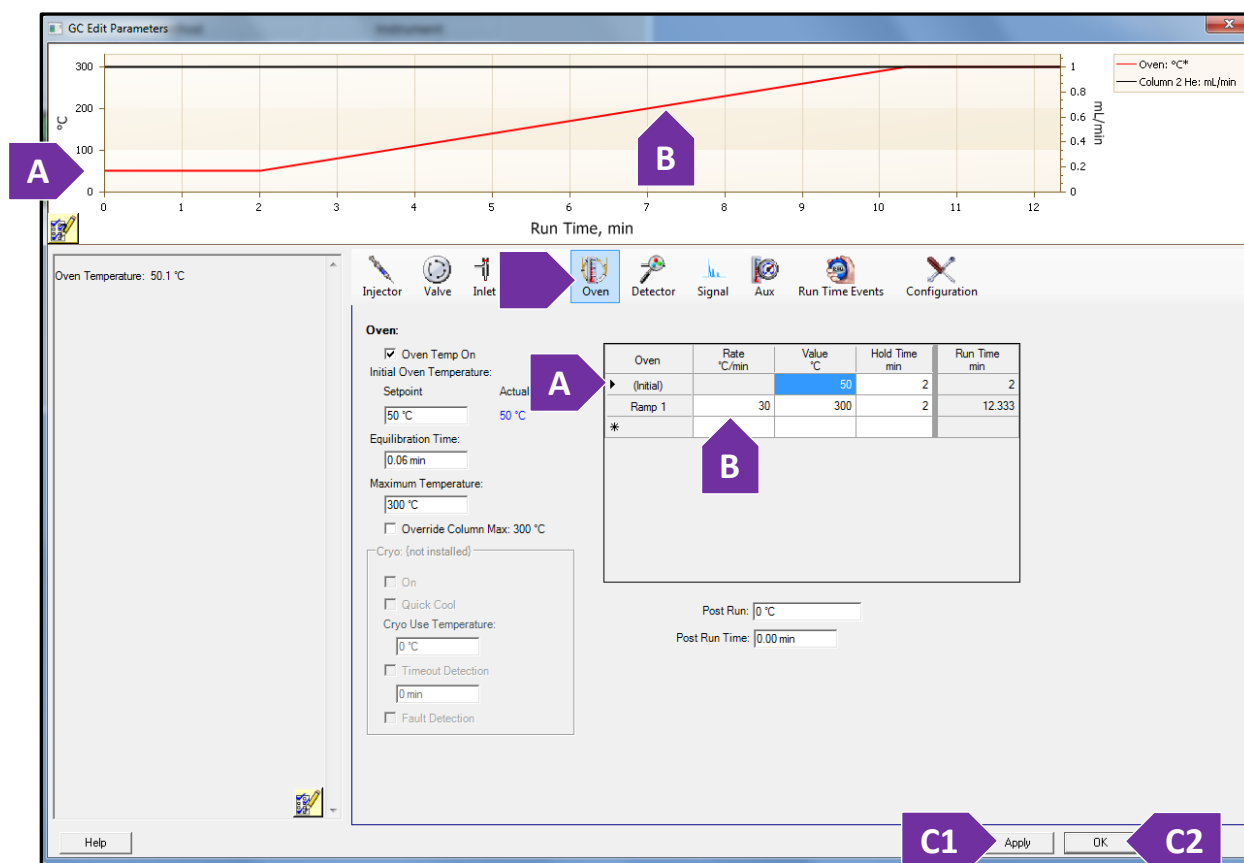 GC Edit Parameters
Instrument
300
200
100
0
°C
A
B
1
0.8
0.6
0.4
0.2
0
mL/min
0 1 2 3 4 5 6 7 8 9 10 11 12
Run Time, min
Oven: °C*
Column 2 He: mL/min
Oven Temperature: 50.1 °C
Injector Valve Inlet Oven Detector Signal Aux Run Time Events Configuration
Oven:
Oven Temp On
Initial Oven Temperature:
Setpoint Actual
50 °C 50 °C
Equilibration Time:
0.06 min
Maximum Temperature:
300 °C
Override Column Max: 300 °C
Cryo: {not installed}
On
Quick Cool
Cryo Use Temperature:
0 °C
Timeout Detection
0 min
Fault Detection
A
Oven Rate °C/min Value °C Hold Time min Run Time min
(Initial) 50 2 2
Ramp 1 30 300 2 12.333
*
B
Post Run: 0 °C
Post Run Time: 0.00 min
Help
C1 Apply OK C2